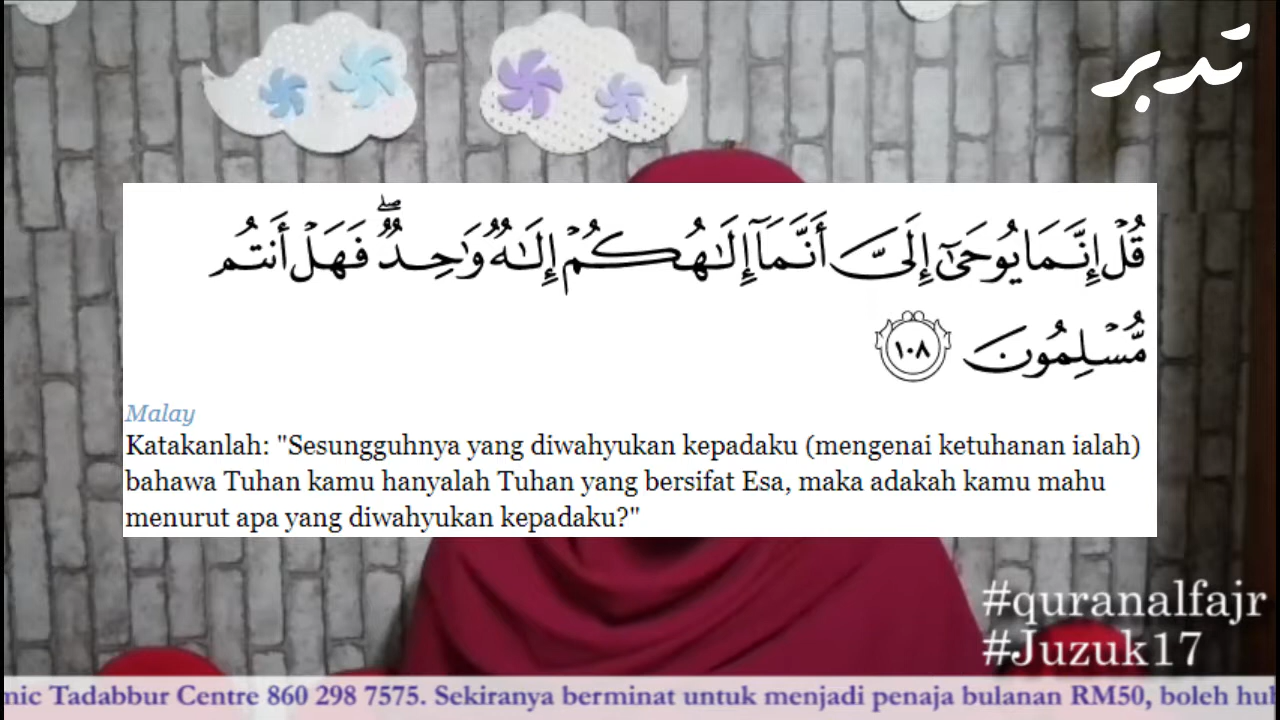 تدبر
قُلْ إِنَّمَا يُوحَىٰٓ إِلَىَّ أَنَّمَآ إِلَـٰهُكُمْ إِلَـٰهٌ وَٰحِدٌ ۖ فَهَلْ أَنتُم
مُّسْلِمُونَ ١٠٨
Malay
Katakanlah: "Sesungguhnya yang diwahyukan kepadaku (mengenai ketuhanan ialah)
bahawa Tuhan kamu hanyalah Tuhan yang bersifat Esa, maka adakah kamu mahu
menurut apa yang diwahyukan kepadaku?"
#quranalfajr
#Juzuk17
mic Tadabbur Centre 860 298 7575. Sekiranya berminat untuk menjadi penaja bulanan RM50, boleh hu